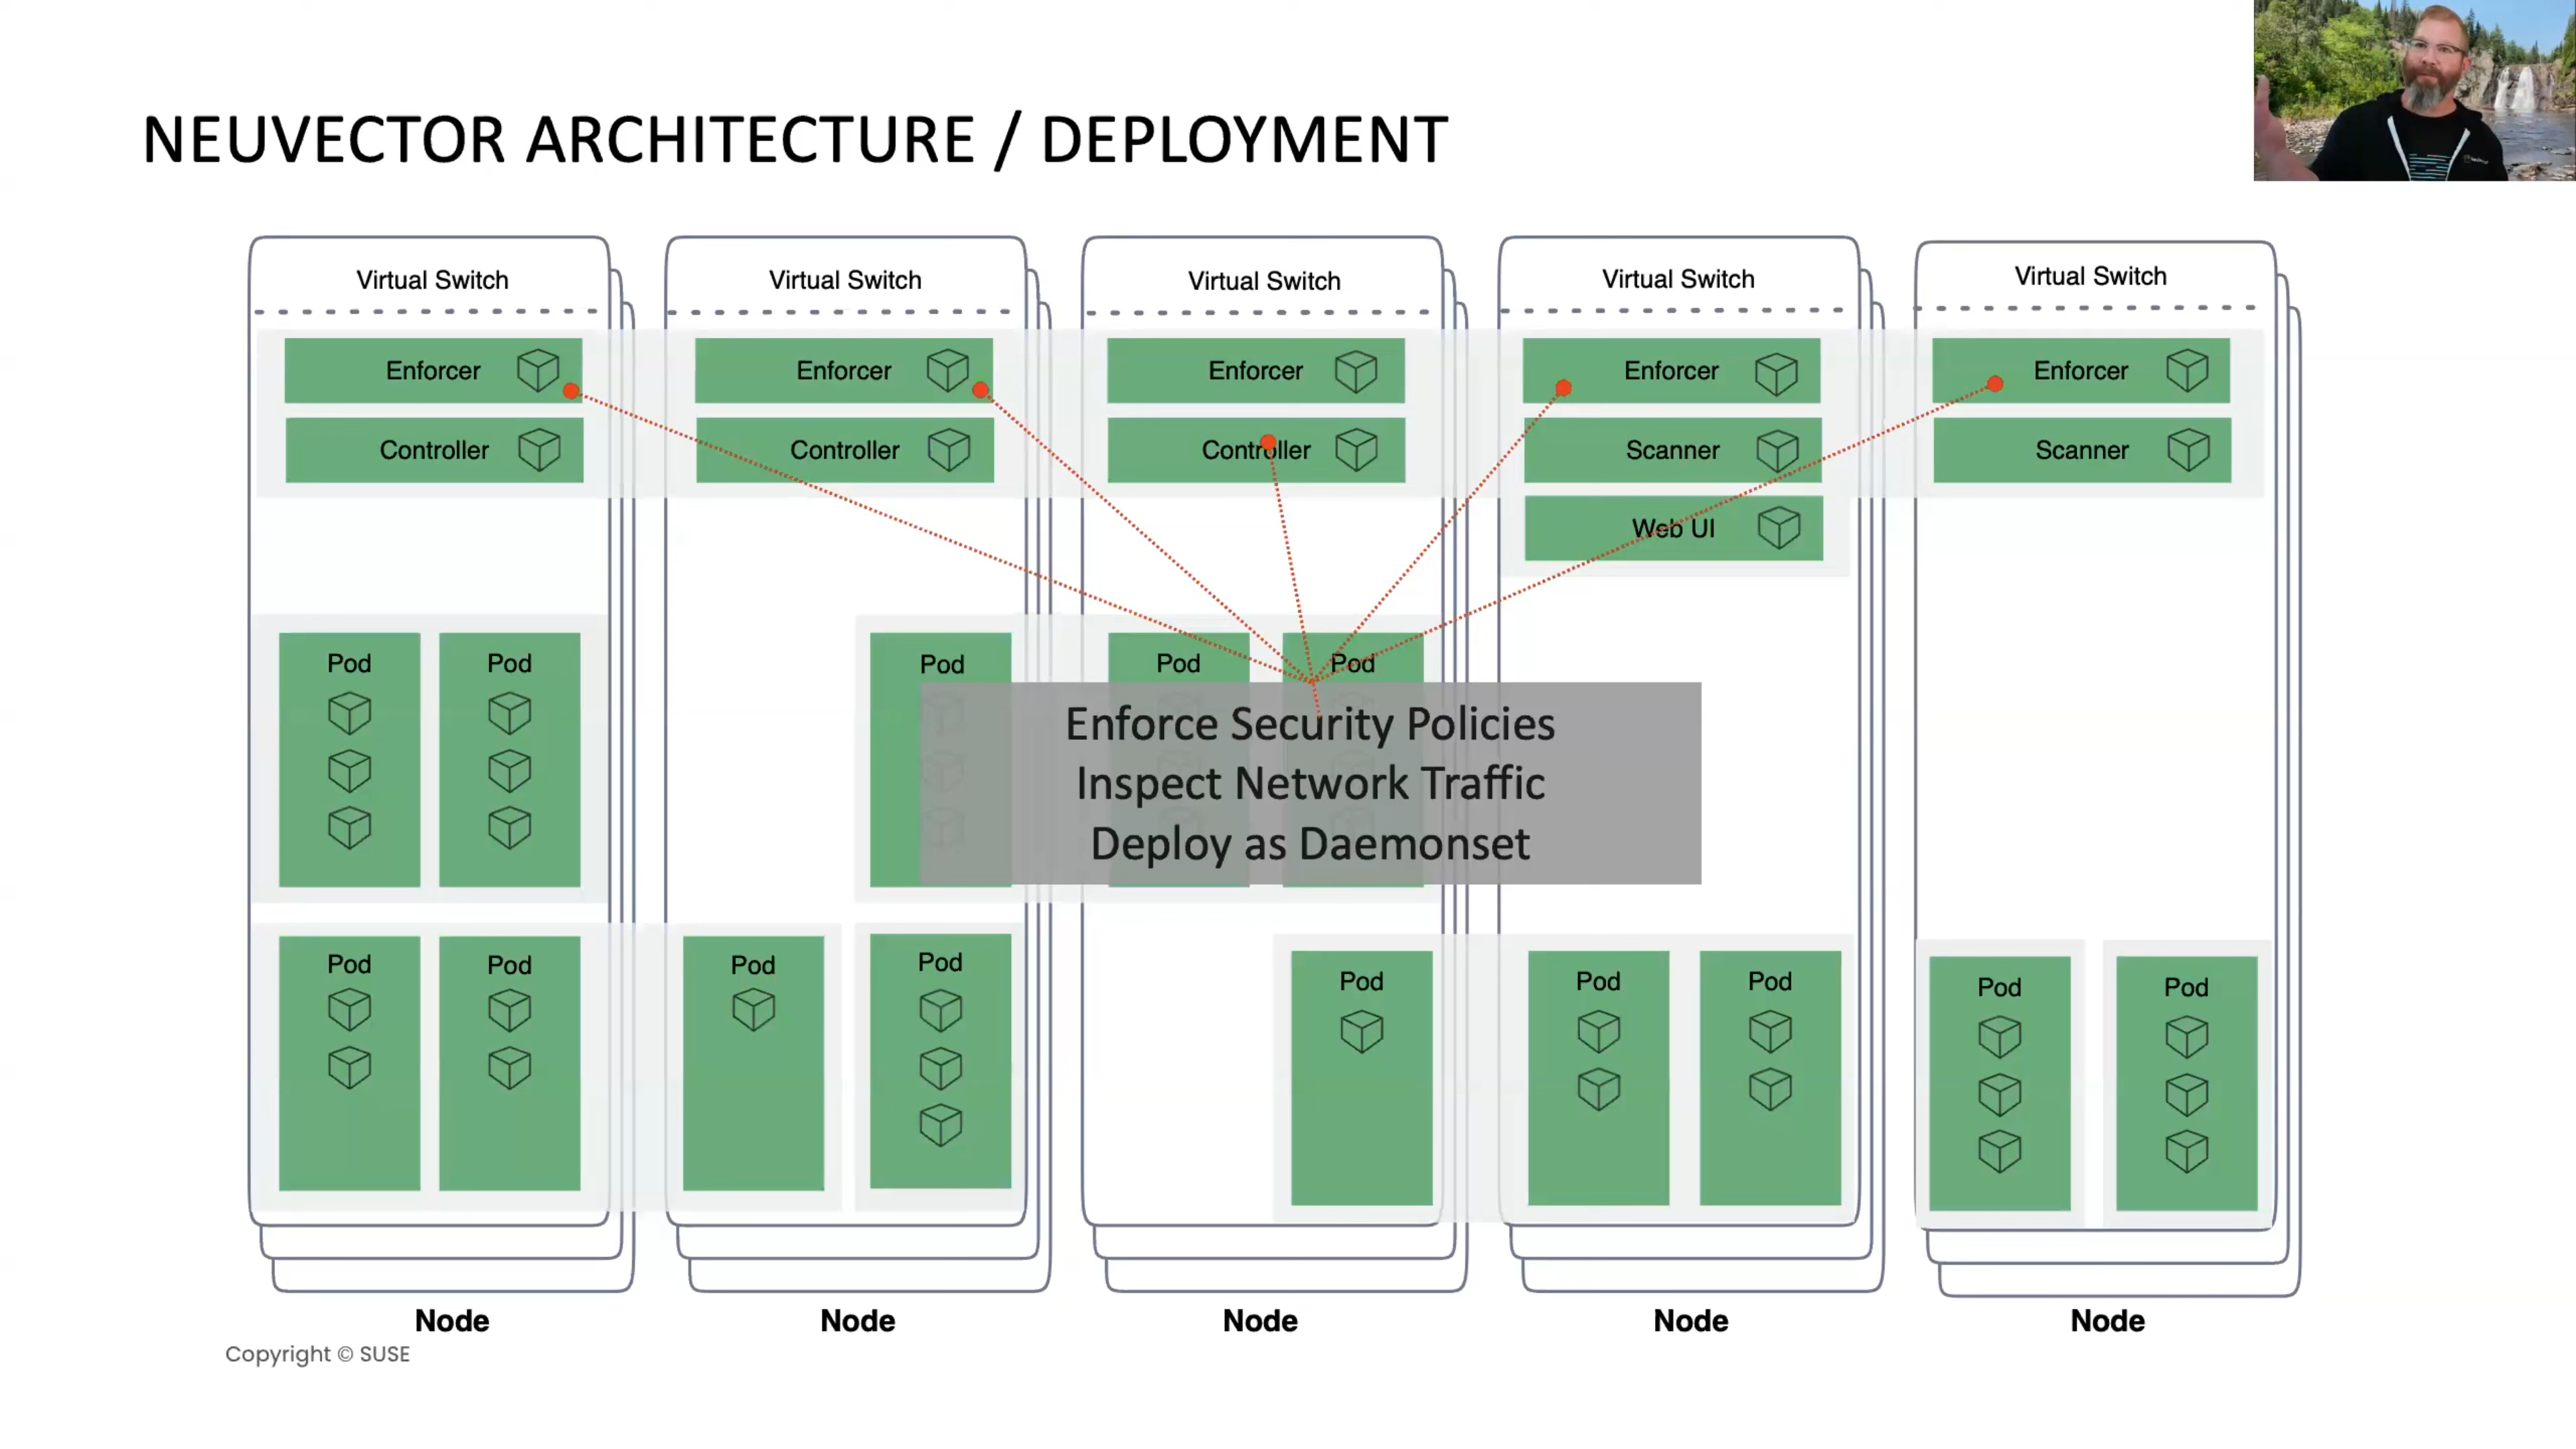 NEUVECTOR ARCHITECTURE / DEPLOYMENT
Virtual Switch
Virtual Switch
Virtual Switch
Virtual Switch
Virtual Switch
Enforcer
Enforcer
Enforcer
Enforcer
Enforcer
Controller
Controller
Controller
Scanner
Scanner
Web UI
Pod
Pod
Pod
Pod
Pod
Enforce Security Policies
Inspect Network Traffic
Deploy as Daemonset
Pod
Pod
Pod
Pod
Pod
Pod
Pod
Pod
Pod
Node
Node
Node
Node
Node
Copyright © SUSE